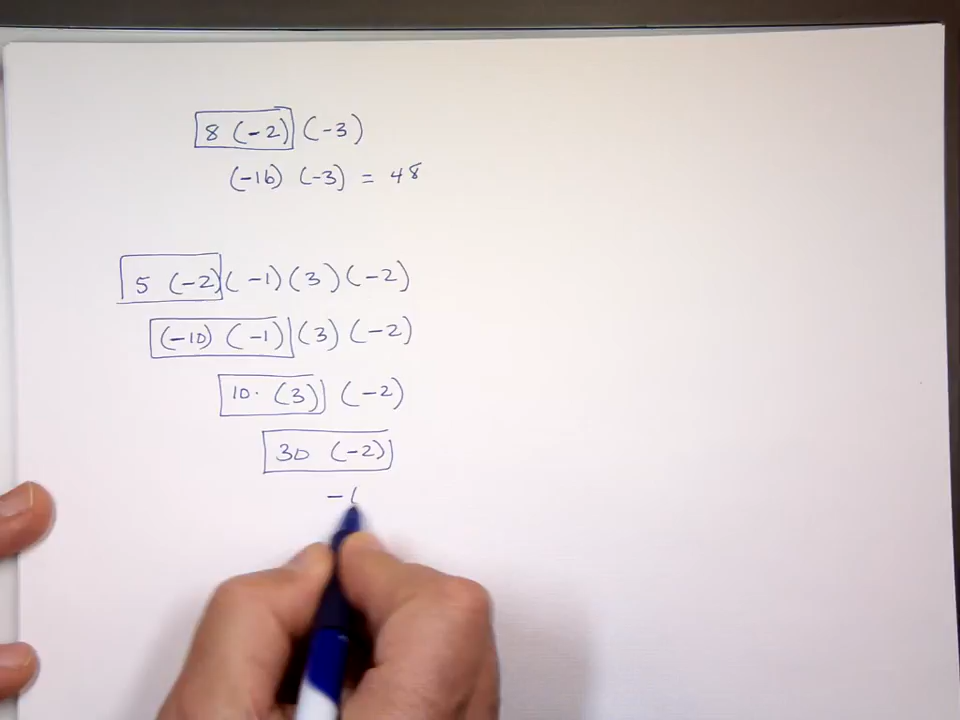 8 (-2) (-3)
(-16) (-3) = 48
5 (-2)(-1)(3)(-2)
(-10) (-1) (3) (-2)
10· (3) (-2)
30 (-2)
-